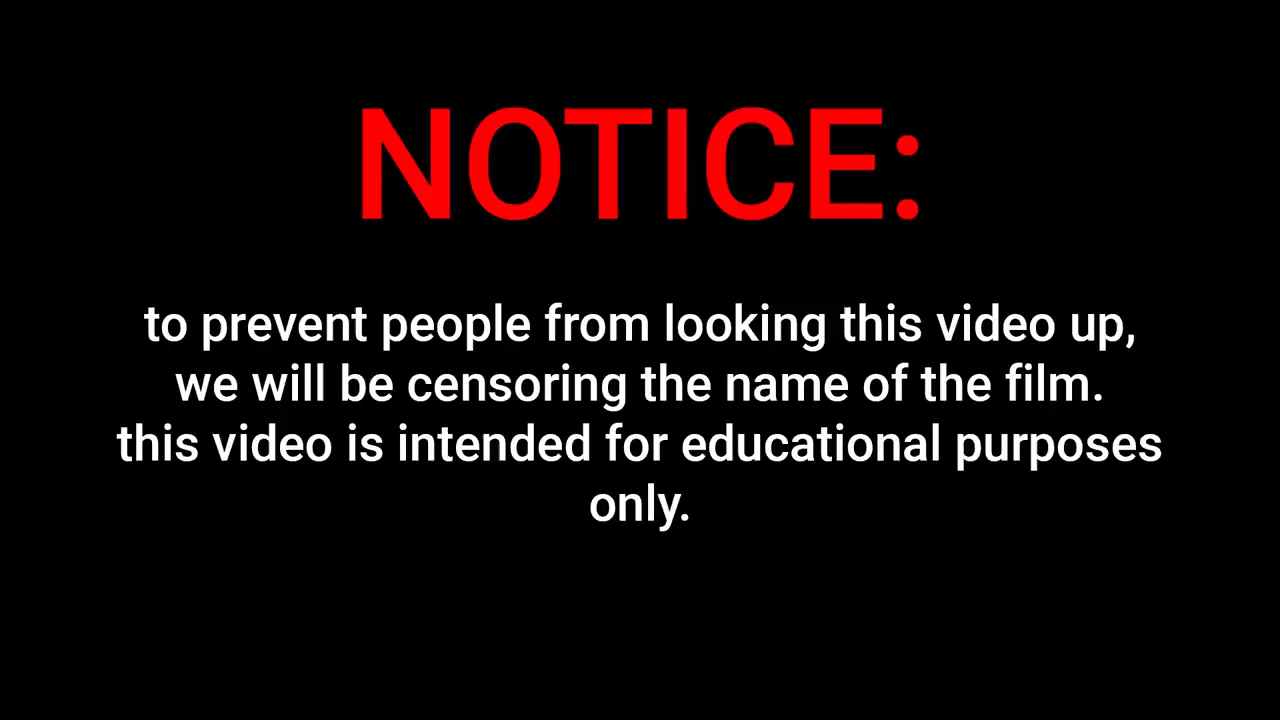 NOTICE:
to prevent people from looking this video up,
we will be censoring the name of the film.
this video is intended for educational purposes
only.